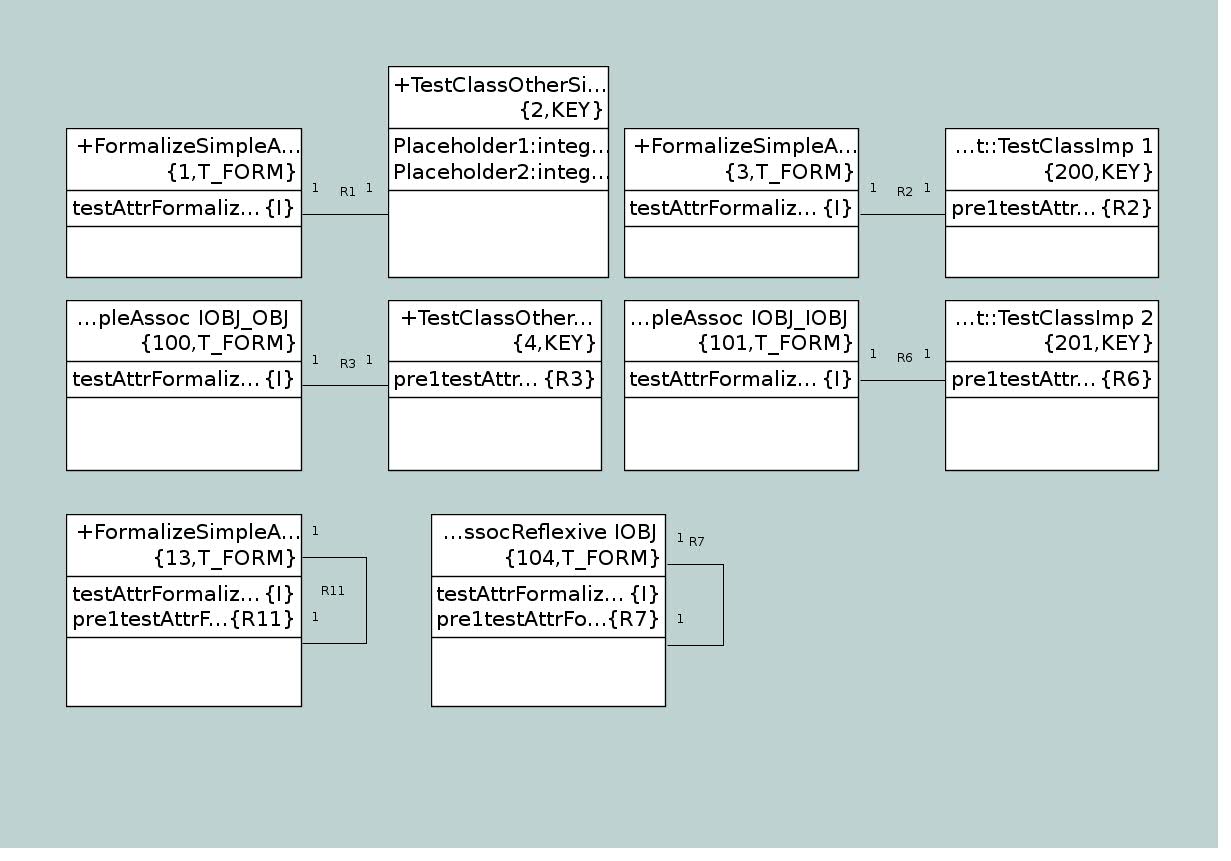 +TestClassOtherSi...
{2,KEY}
Placeholder1:integ...
Placeholder2:integ...
+FormalizeSimpleA...
{1,T_FORM}
testAttrFormaliz... {I}
1 R1 1
+FormalizeSimpleA...
{3,T_FORM}
testAttrFormaliz... {I}
1 R2 1
...t::TestClassImp 1
{200,KEY}
pre1testAttr... {R2}
...pleAssoc IOBJ_OBJ
{100,T_FORM}
testAttrFormaliz... {I}
1 R3 1
+TestClassOther...
{4,KEY}
pre1testAttr... {R3}
...pleAssoc IOBJ_IOBJ
{101,T_FORM}
testAttrFormaliz... {I}
1 R6 1
...t::TestClassImp 2
{201,KEY}
pre1testAttr... {R6}
+FormalizeSimpleA...
{13,T_FORM}
testAttrFormaliz... {I}
pre1testAttrF...{R11}
1
R11
1
...ssocReflexive IOBJ
{104,T_FORM}
testAttrFormaliz... {I}
pre1testAttrFo...{R7}
1 R7
1